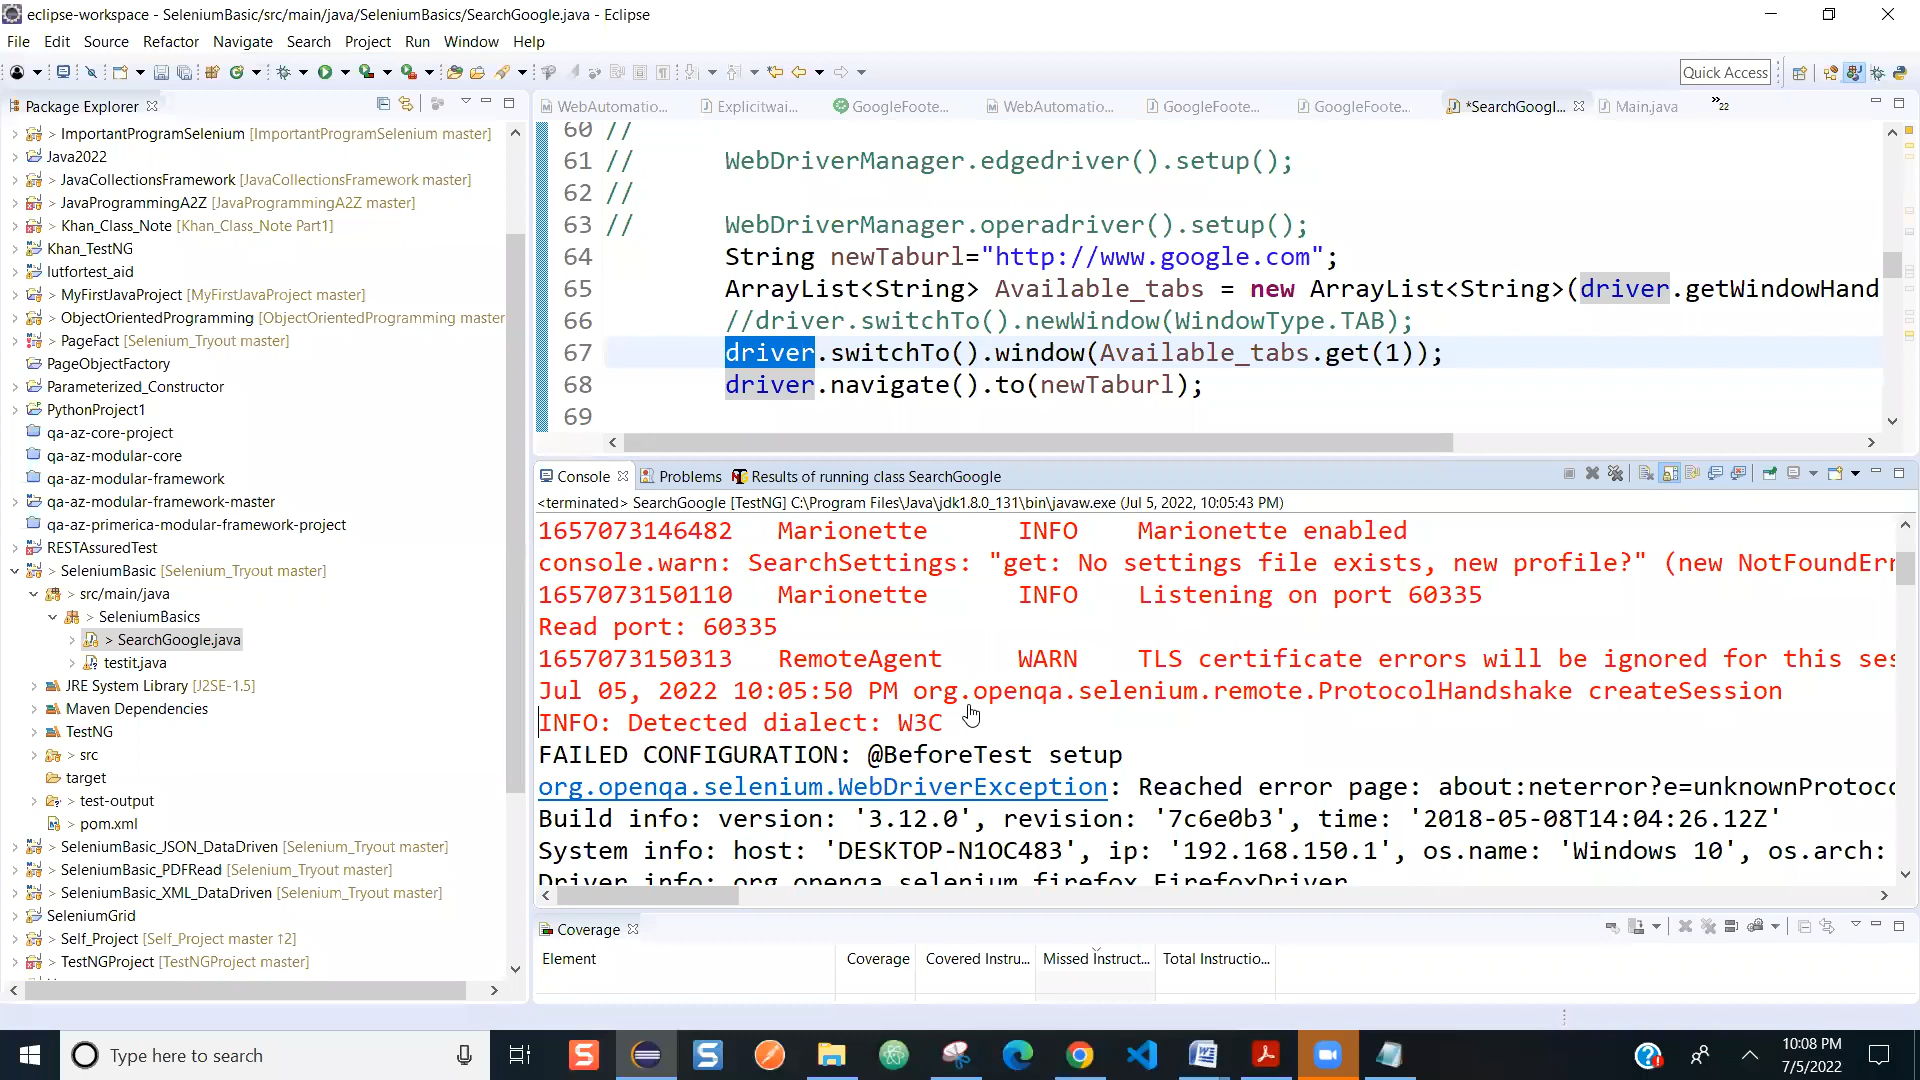 eclipse-workspace - SeleniumBasic/src/main/java/SeleniumBasics/SearchGoogle.java - Eclipse
File Edit Source Refactor Navigate Search Project Run Window Help
Quick Access
Package Explorer
> ImportantProgramSelenium [ImportantProgramSelenium master]
Java2022
> JavaCollectionsFramework [JavaCollectionsFramework master]
> JavaProgrammingA2Z [JavaProgrammingA2Z master]
> Khan_Class_Note [Khan_Class_Note Part1]
Khan_TestNG
lutfortest_aid
> MyFirstJavaProject [MyFirstJavaProject master]
> ObjectOrientedProgramming [ObjectOrientedProgramming master
> PageFact [Selenium_Tryout master]
PageObjectFactory
Parameterized_Constructor
PythonProject1
qa-az-core-project
qa-az-modular-core
qa-az-modular-framework
qa-az-modular-framework-master
qa-az-primerica-modular-framework-project
RESTAssuredTest
> SeleniumBasic [Selenium_Tryout master]
> src/main/java
> SeleniumBasics
> SearchGoogle.java
testit.java
JRE System Library [J2SE-1.5]
Maven Dependencies
TestNG
> src
target
> test-output
> pom.xml
> SeleniumBasic_JSON_DataDriven [Selenium_Tryout master]
> SeleniumBasic_PDFRead [Selenium_Tryout master]
> SeleniumBasic_XML_DataDriven [Selenium_Tryout master]
SeleniumGrid
> Self_Project [Self_Project master ↑2]
> TestNGProject [TestNGProject master]
WebAutomatio... Explicitwai... GoogleFoote... WebAutomatio... GoogleFoote... GoogleFoote... *SearchGoogl... Main.java »22
60 //
61 // WebDriverManager.edgedriver().setup();
62 //
63 // WebDriverManager.operadriver().setup();
64 String newTaburl="http://www.google.com";
65 ArrayList<String> Available_tabs = new ArrayList<String>(driver.getWindowHand
66 //driver.switchTo().newWindow(WindowType.TAB);
67 driver.switchTo().window(Available_tabs.get(1));
68 driver.navigate().to(newTaburl);
69
Console Problems Results of running class SearchGoogle
<terminated> SearchGoogle [TestNG] C:\Program Files\Java\jdk1.8.0_131\bin\javaw.exe (Jul 5, 2022, 10:05:43 PM)
1657073146482 Marionette INFO Marionette enabled
console.warn: SearchSettings: "get: No settings file exists, new profile?" (new NotFoundErr
1657073150110 Marionette INFO Listening on port 60335
Read port: 60335
1657073150313 RemoteAgent WARN TLS certificate errors will be ignored for this ses
Jul 05, 2022 10:05:50 PM org.openqa.selenium.remote.ProtocolHandshake createSession
INFO: Detected dialect: W3C
FAILED CONFIGURATION: @BeforeTest setup
org.openqa.selenium.WebDriverException: Reached error page: about:neterror?e=unknownProtoco
Build info: version: '3.12.0', revision: '7c6e0b3', time: '2018-05-08T14:04:26.12Z'
System info: host: 'DESKTOP-N1OC483', ip: '192.168.150.1', os.name: 'Windows 10', os.arch:
Driver info: org.openqa.selenium.firefox.FirefoxDriver
Coverage
Element Coverage Covered Instru... Missed Instruct... Total Instructio...
Type here to search
10:08 PM
7/5/2022